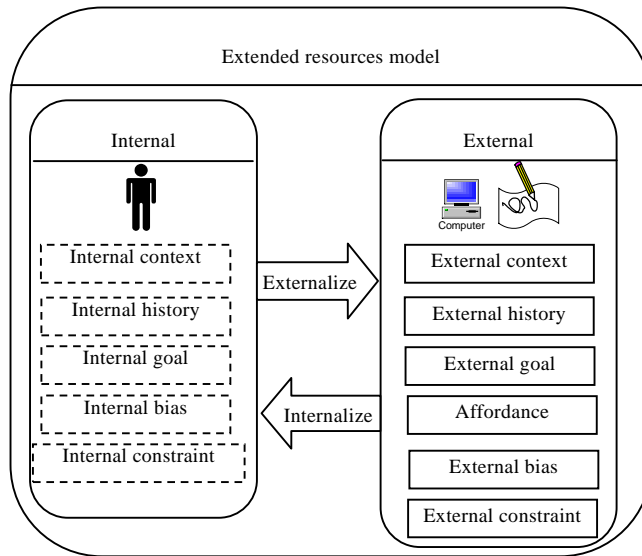 Extended resources model
Internal
Internal context
Internal history
Internal goal
Internal bias
Internal constraint
Externalize
Internalize
External
Computer
External context
External history
External goal
Affordance
External bias
External constraint